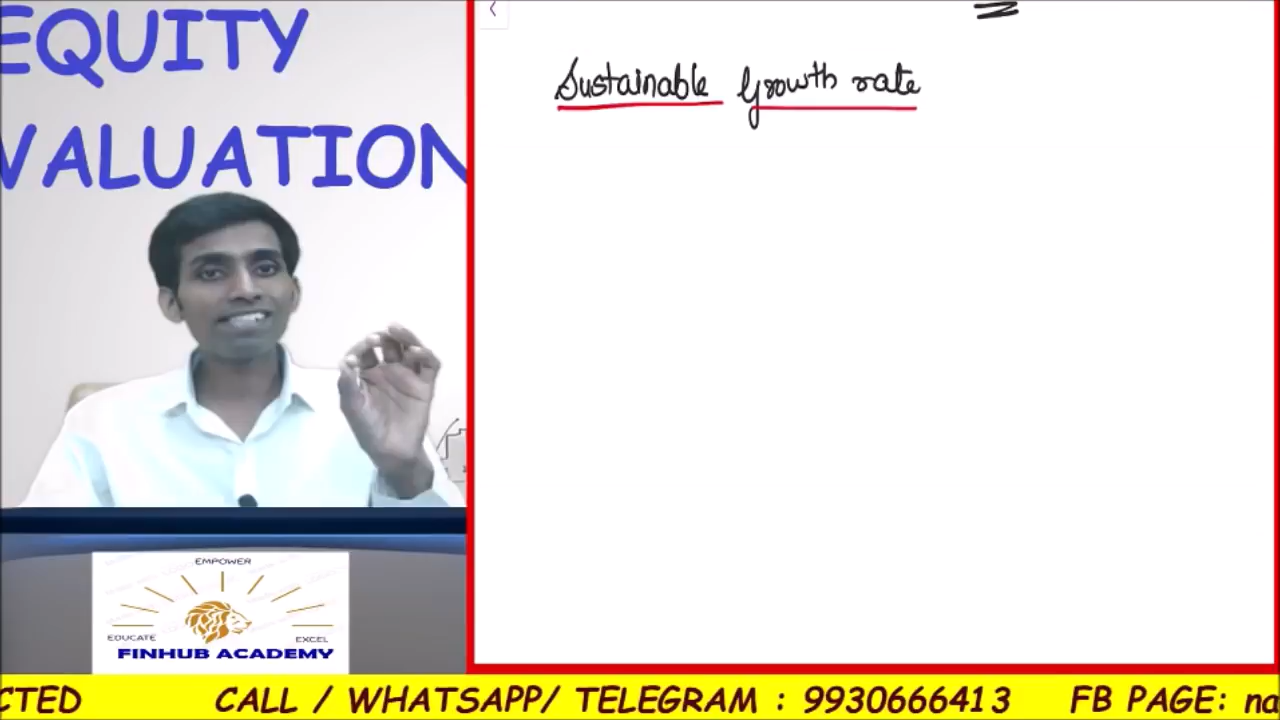 EQUITY
VALUATION
Sustainable Growth rate
EMPOWER
EDUCATE
EXCEL
FINHUB ACADEMY
CTED CALL / WHATSAPP/ TELEGRAM : 9930666413 FB PAGE: na